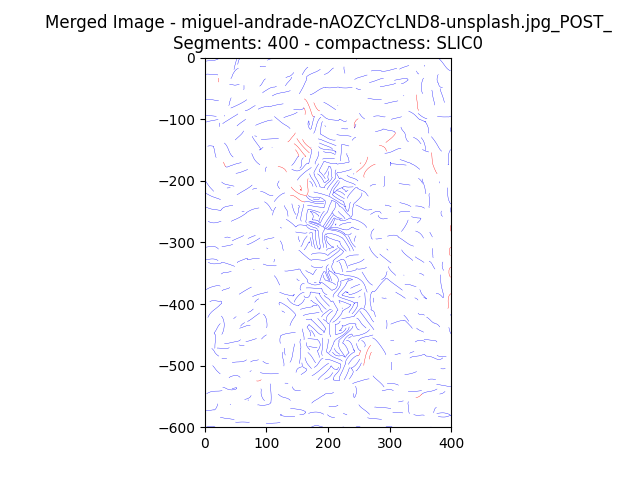 Merged Image - miguel-andrade-nAOZCYcLND8-unsplash.jpg_POST_
Segments: 400 - compactness: SLIC0
0
−100
−200
−300
−400
−500
−600
0 100 200 300 400